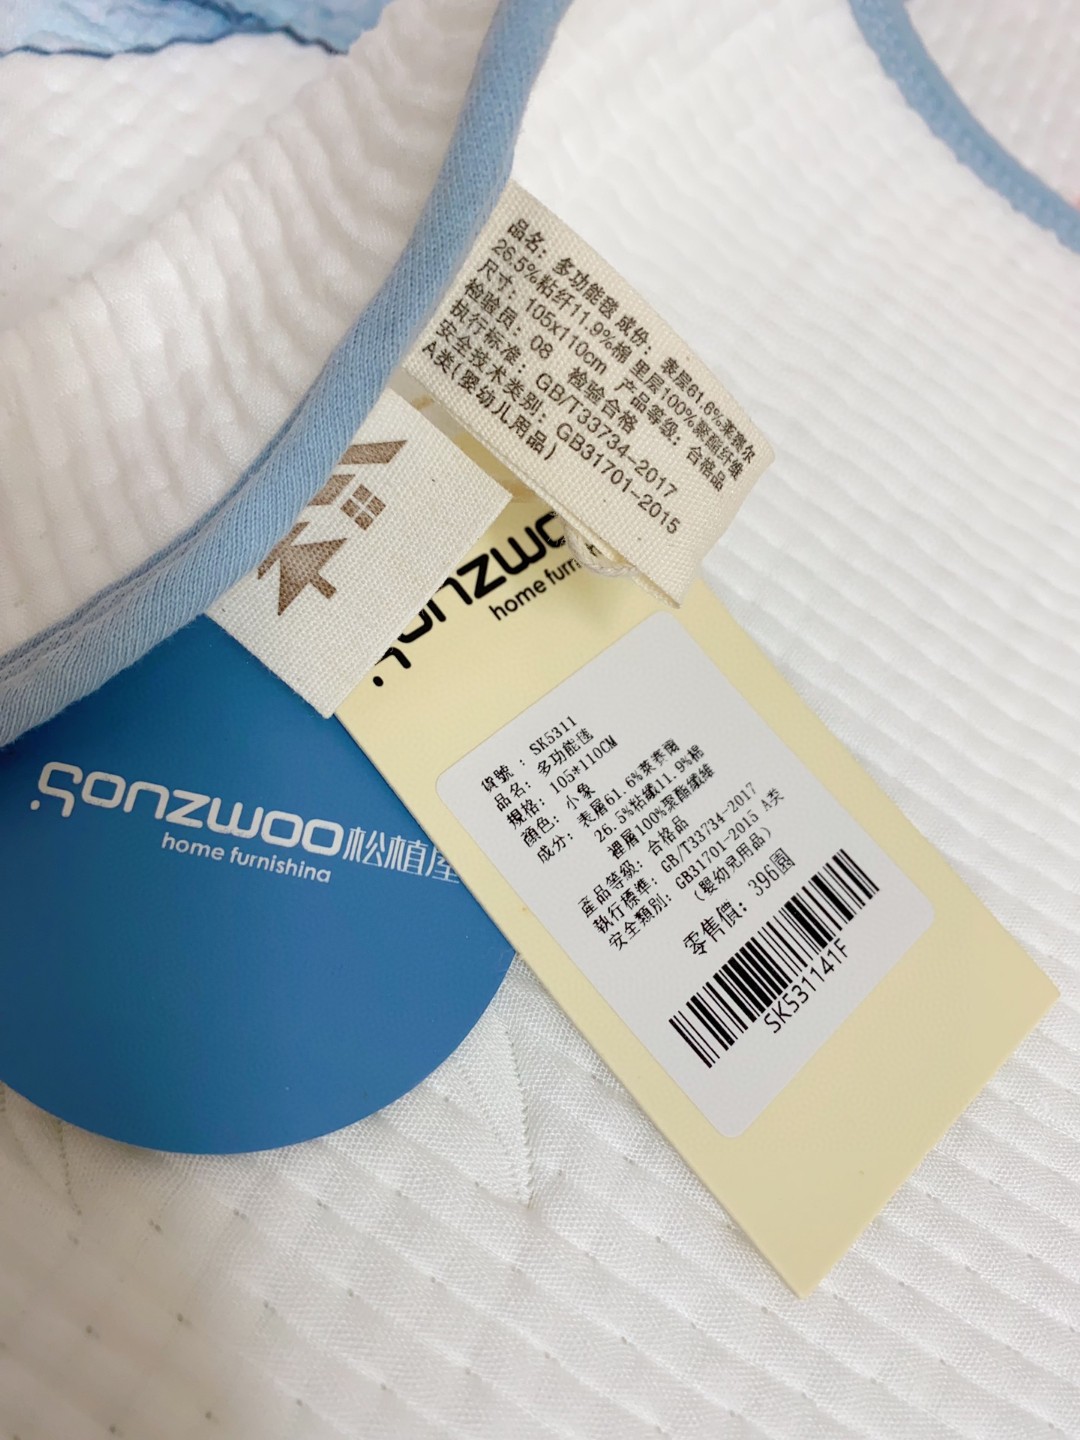 品名：多功能毯 成份：表层61.6%莱赛尔
26.5%粘纤11.9%棉 里层100%聚酯纤维
尺寸：105x110cm 产品等级：合格品
检验员：08 检验合格
执行标准：GB/T33734-2017
安全技术类别：GB31701-2015
A类(婴幼儿用品)
home furn
SONZWOO松植屋
home furnishing
貨號：SK5311
品名：多功能毯
規格：105*110CM
顏色：小象
成分：表層61.6%萊賽爾
26.5%粘纖11.9%棉
裡層100%聚酯纖維
產品等級：合格品
執行標準：GB/T33734-2017
安全類別：GB31701-2015 A类
(嬰幼兒用品)
零售價：396園
SK531141F